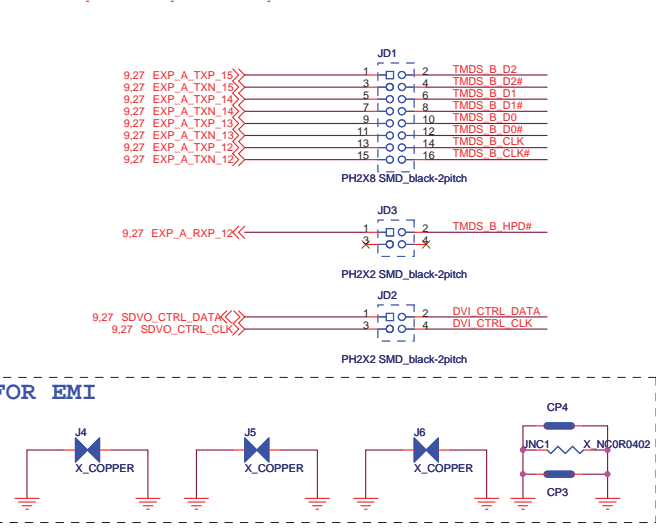 JD1
9,27 EXP_A_TXP_15 1 2 TMDS_B_D2
9,27 EXP_A_TXN_15 3 4 TMDS_B_D2#
9,27 EXP_A_TXP_14 5 6 TMDS_B_D1
9,27 EXP_A_TXN_14 7 8 TMDS_B_D1#
9,27 EXP_A_TXP_13 9 10 TMDS_B_D0
9,27 EXP_A_TXN_13 11 12 TMDS_B_D0#
9,27 EXP_A_TXP_12 13 14 TMDS_B_CLK
9,27 EXP_A_TXN_12 15 16 TMDS_B_CLK#
PH2X8 SMD_black-2pitch
JD3
9,27 EXP_A_RXP_12 1 2 TMDS_B_HPD#
3 4
PH2X2 SMD_black-2pitch
JD2
9,27 SDVO_CTRL_DATA 1 2 DVI_CTRL_DATA
9,27 SDVO_CTRL_CLK 3 4 DVI_CTRL_CLK
PH2X2 SMD_black-2pitch
FOR EMI
CP4
J4 J5 J6 JNC1 X_NC0R0402
X_COPPER X_COPPER X_COPPER
CP3